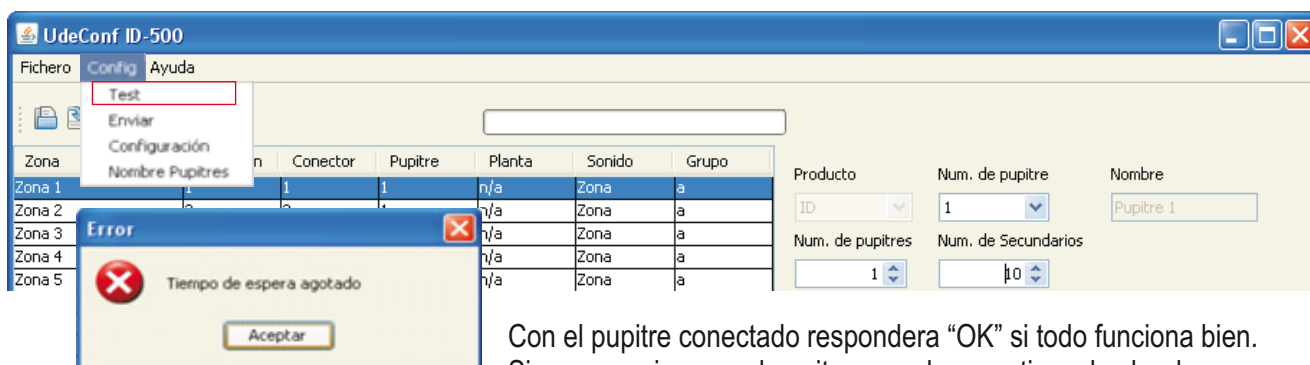 UdeConf ID-500
Fichero Config Ayuda
Test
Enviar
Configuración
Nombre Pupitres
Zona n Conector Pupitre Planta Sonido Grupo
Zona 1 1 1 1 n/a Zona a
Zona 2 n/a Zona a
Zona 3 n/a Zona a
Zona 4 n/a Zona a
Zona 5 n/a Zona a
Producto Num. de pupitre Nombre
ID 1 Pupitre 1
Num. de pupitres Num. de Secundarios
1 10
Error
Tiempo de espera agotado
Aceptar
Con el pupitre conectado respondera “OK” si todo funciona bien.